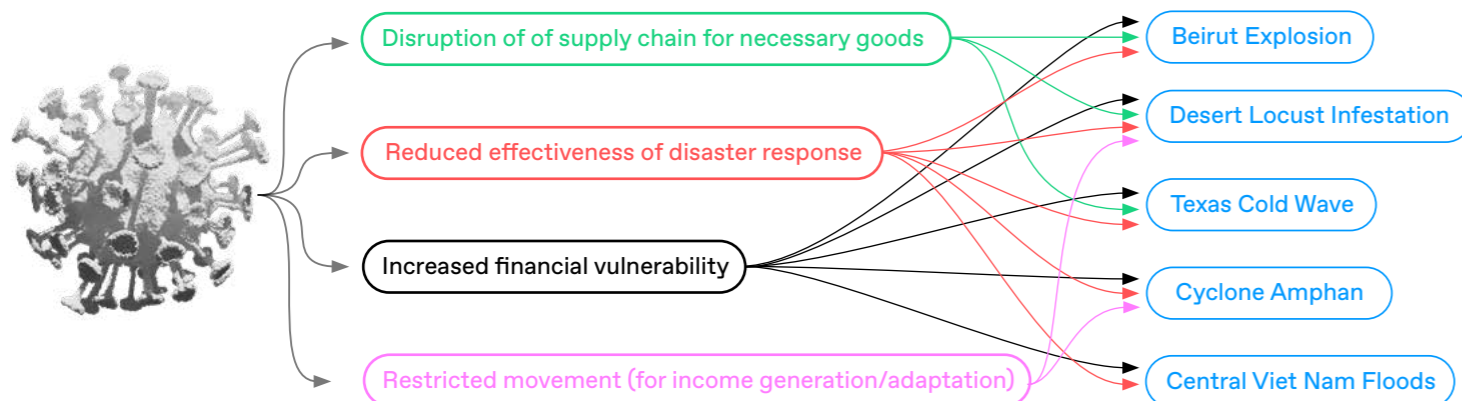 Disruption of of supply chain for necessary goods
Reduced effectiveness of disaster response
Increased financial vulnerability
Restricted movement (for income generation/adaptation)
Beirut Explosion
Desert Locust Infestation
Texas Cold Wave
Cyclone Amphan
Central Viet Nam Floods